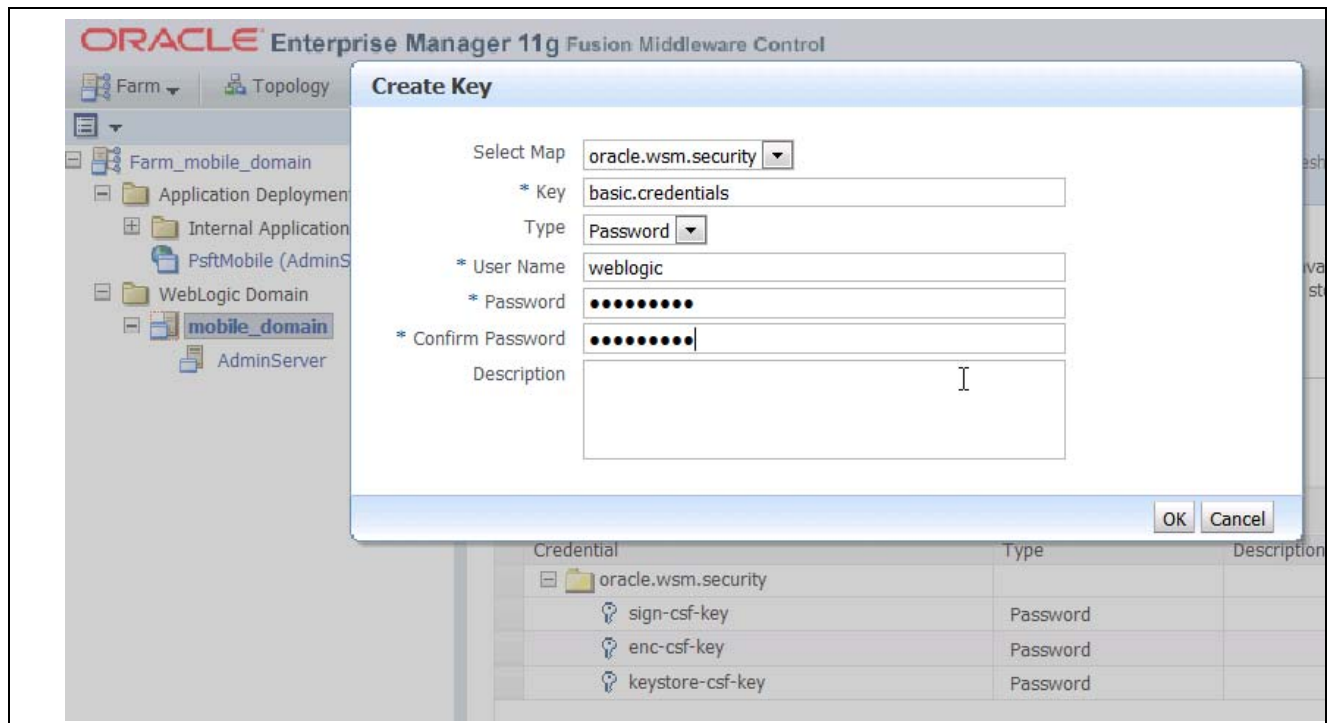 ORACLE Enterprise Manager 11g Fusion Middleware Control
Farm Topology
Create Key
Farm_mobile_domain
Application Deploymen
Internal Application
PsftMobile (AdminS
WebLogic Domain
mobile_domain
AdminServer
Select Map oracle.wsm.security
* Key basic.credentials
Type Password
* User Name weblogic
* Password •••••••••
* Confirm Password •••••••••
Description
OK Cancel
Credential Type Description
oracle.wsm.security
sign-csf-key Password
enc-csf-key Password
keystore-csf-key Password